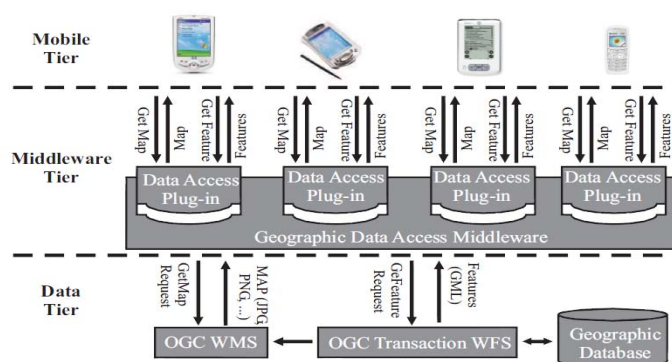 Mobile
Tier
Get Map
Map
Get Feature
Features
Get Map
Map
Get Feature
Features
Get Map
Map
Get Feature
Features
Get Map
Map
Get Feature
Features
Middleware
Tier
Data Access
Plug-in
Data Access
Plug-in
Data Access
Plug-in
Data Access
Plug-in
Geographic Data Access Middleware
Data
Tier
GetMap
Request
MAP (JPG,
PNG, ...)
GeFeature
Request
Features
(GML)
OGC WMS
OGC Transaction WFS
Geographic
Database